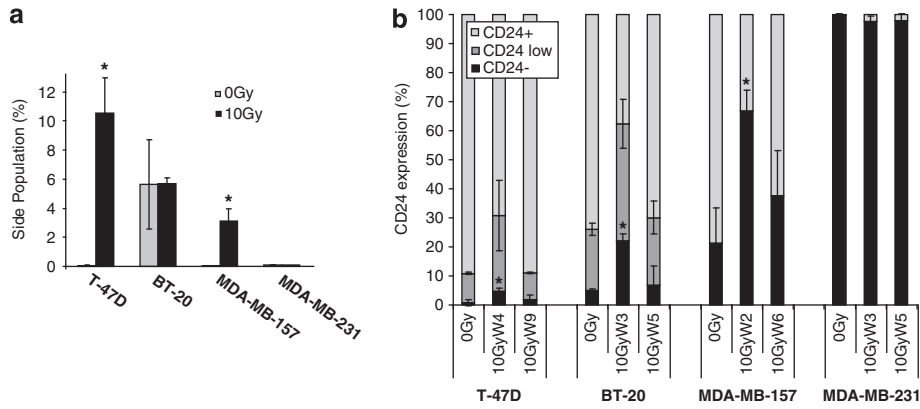 a
Side Population (%)
12
10
8
6
4
2
0
*
*
0Gy
10Gy
T-47D
BT-20
MDA-MB-157
MDA-MB-231
b
CD24 expression (%)
100
90
80
70
60
50
40
30
20
10
0
CD24+
CD24 low
CD24-
*
*
*
0Gy
10GyW4
10GyW9
0Gy
10GyW3
10GyW5
0Gy
10GyW2
10GyW6
0Gy
10GyW3
10GyW5
T-47D
BT-20
MDA-MB-157
MDA-MB-231